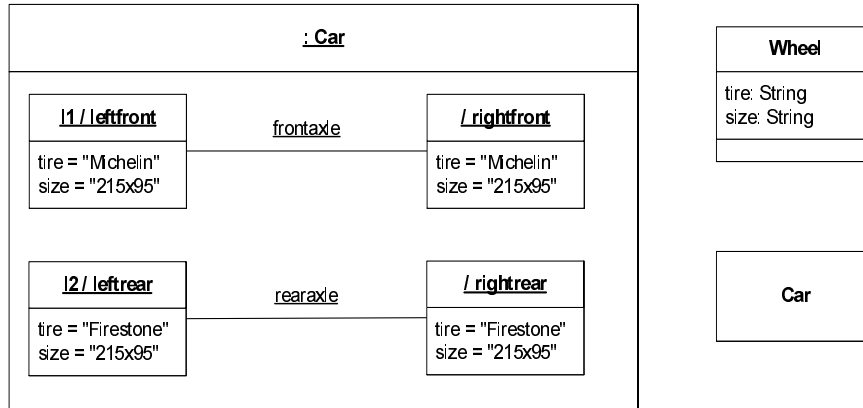 : Car
l1 / leftfront
tire = "Michelin"
size = "215x95"
frontaxle
/ rightfront
tire = "Michelin"
size = "215x95"
l2 / leftrear
tire = "Firestone"
size = "215x95"
rearaxle
/ rightrear
tire = "Firestone"
size = "215x95"
Wheel
tire: String
size: String
Car